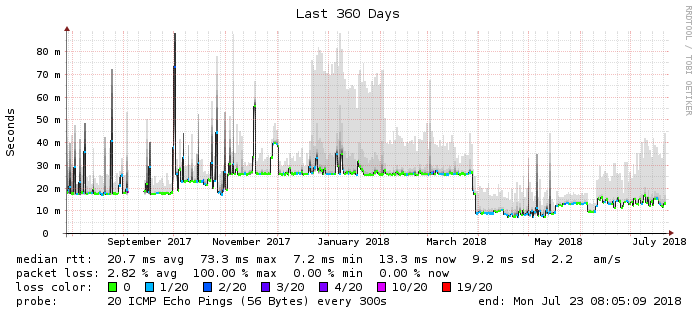 Last 360 Days
RRDTOOL / TOBI OETIKER
Seconds
80 m
70 m
60 m
50 m
40 m
30 m
20 m
10 m
0
September 2017 November 2017 January 2018 March 2018 May 2018 July 2018
median rtt: 20.7 ms avg 73.3 ms max 7.2 ms min 13.3 ms now 9.2 ms sd 2.2 am/s
packet loss: 2.82 % avg 100.00 % max 0.00 % min 0.00 % now
loss color: 0 1/20 2/20 3/20 4/20 10/20 19/20
probe: 20 ICMP Echo Pings (56 Bytes) every 300s end: Mon Jul 23 08:05:09 2018